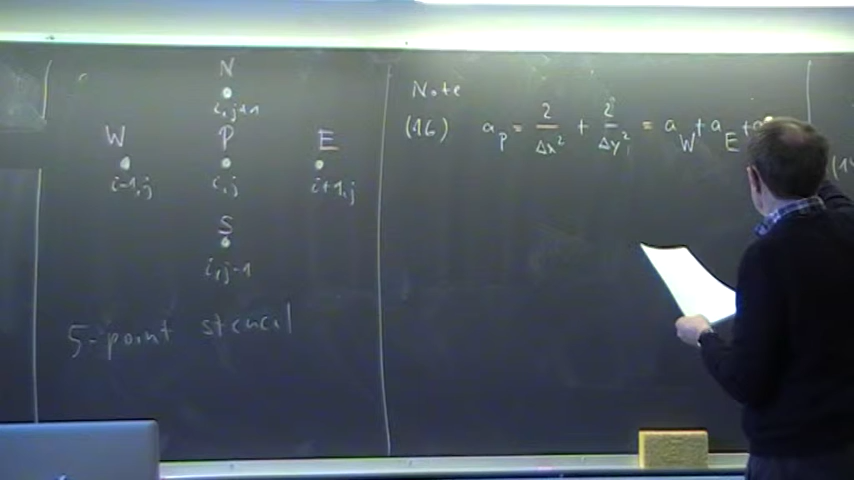 N
i,j+1
W P E
i-1,j i,j i+1,j
S
i,j-1
5-point stencil
Note
(16) a_P = 2/Δx² + 2/Δy² = a_W + a_E + a